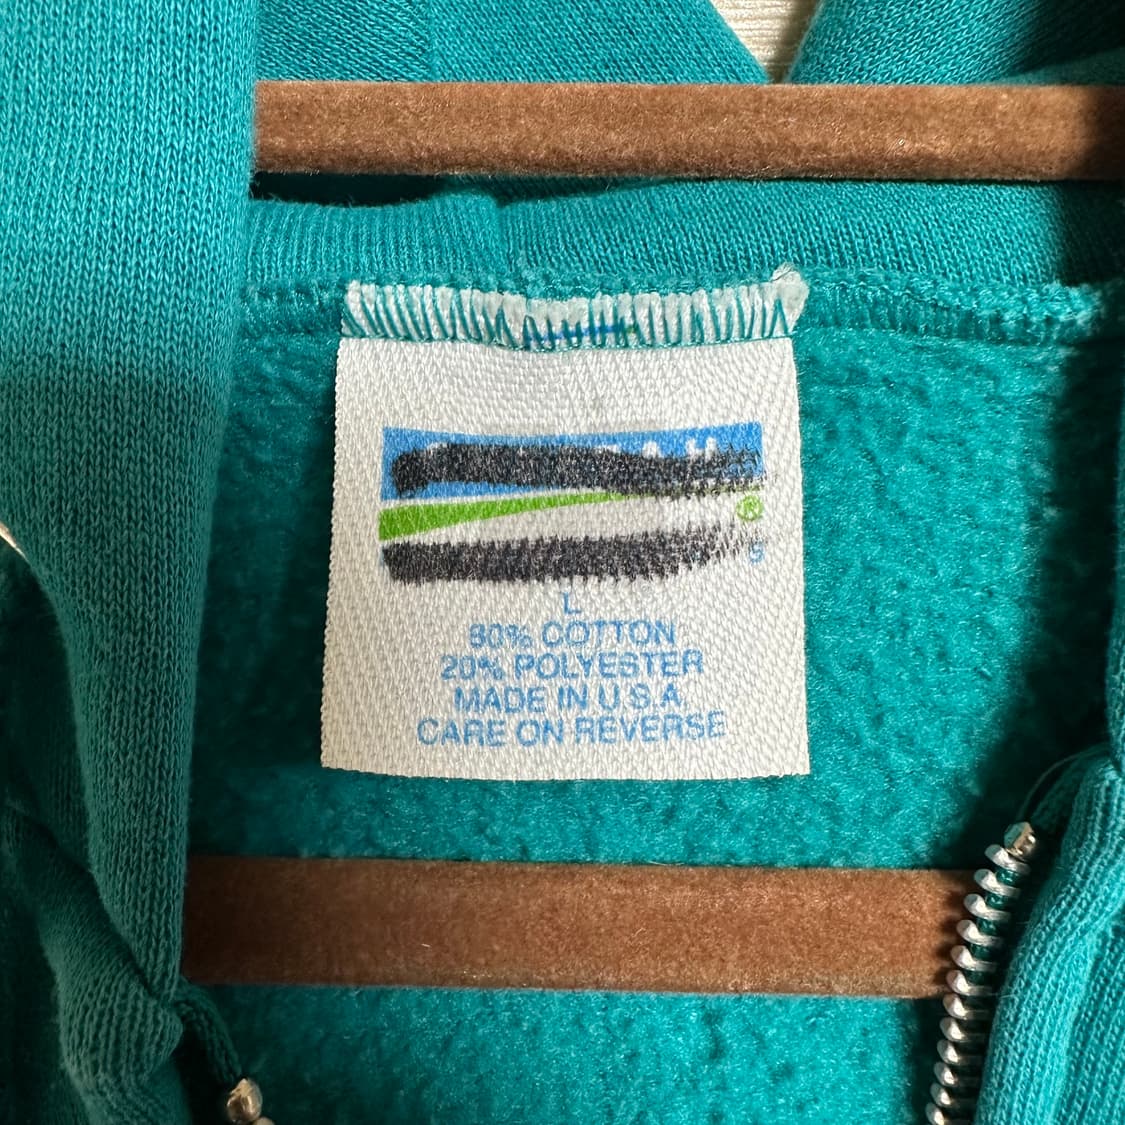 ®
L
80% COTTON
20% POLYESTER
MADE IN U.S.A.
CARE ON REVERSE